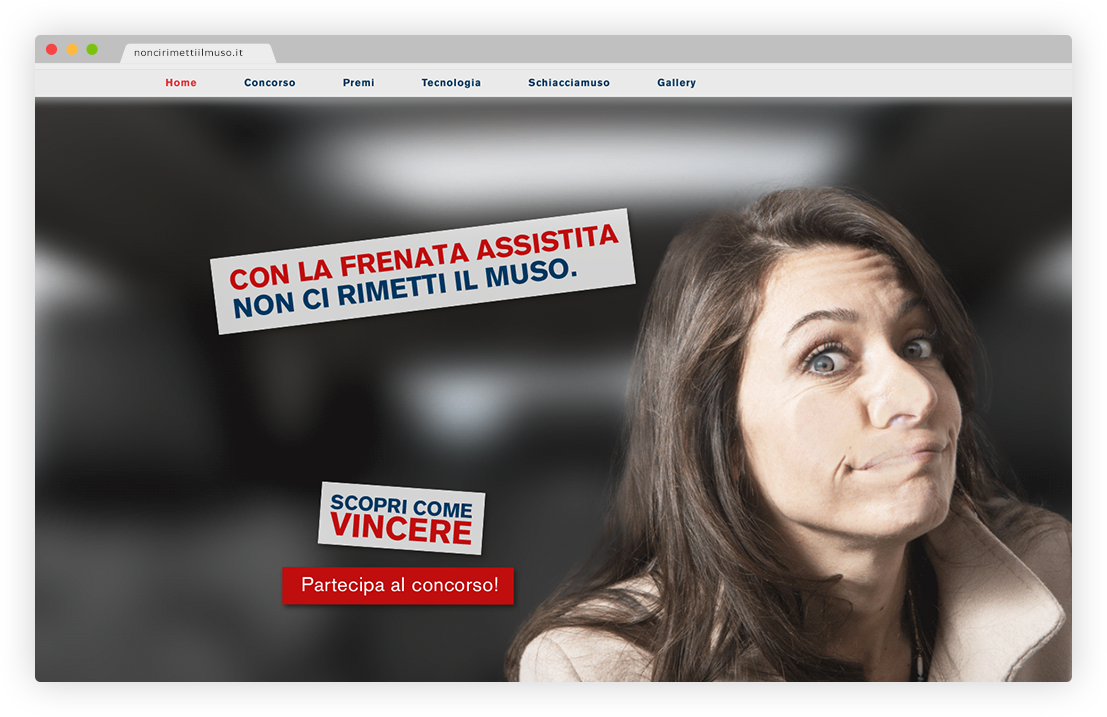 noncirimettiilmuso.it
Home Concorso Premi Tecnologia Schiacciamuso Gallery
CON LA FRENATA ASSISTITA
NON CI RIMETTI IL MUSO.
SCOPRI COME
VINCERE
Partecipa al concorso!